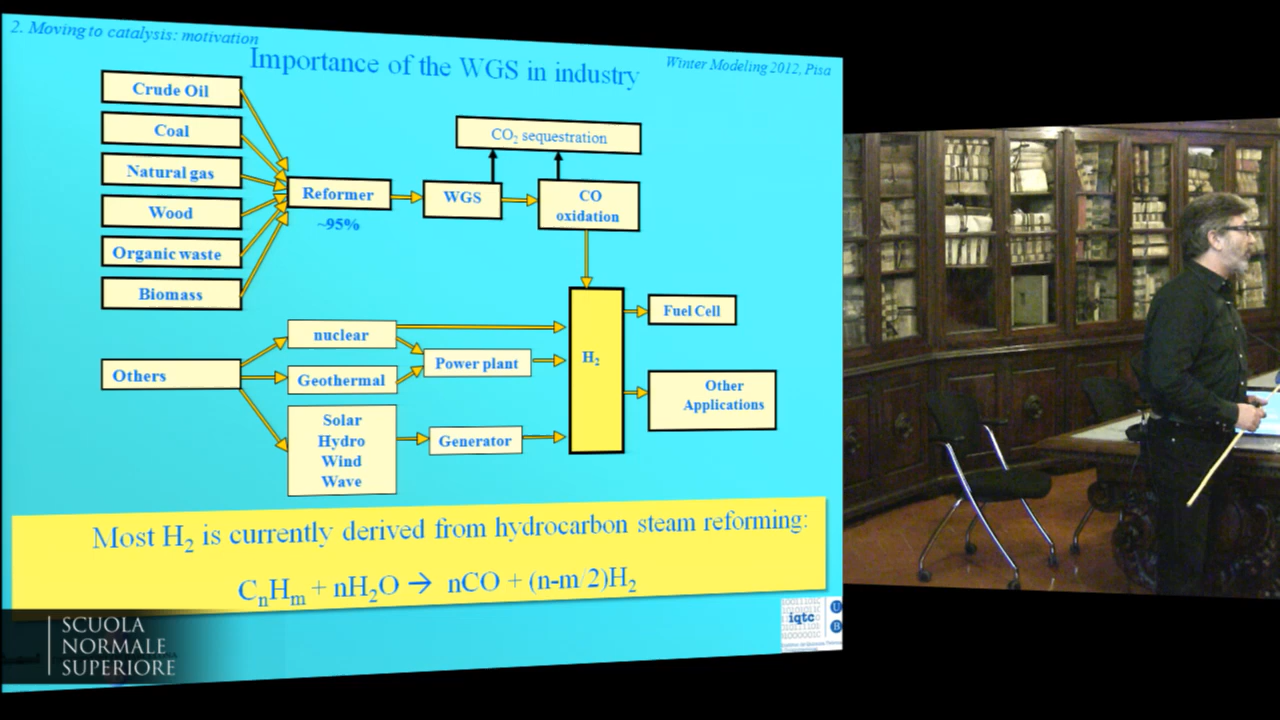 2. Moving to catalysis: motivation
Winter Modeling 2012, Pisa
Importance of the WGS in industry
Crude Oil
Coal
Natural gas
Wood
Organic waste
Biomass
Reformer
~95%
WGS
CO₂ sequestration
CO
oxidation
Others
nuclear
Geothermal
Solar
Hydro
Wind
Wave
Power plant
Generator
H₂
Fuel Cell
Other
Applications
Most H₂ is currently derived from hydrocarbon steam reforming:
CₙHₘ + nH₂O → nCO + (n-m/2)H₂
SCUOLA
NORMALE
SUPERIORE
iqtc
U
B